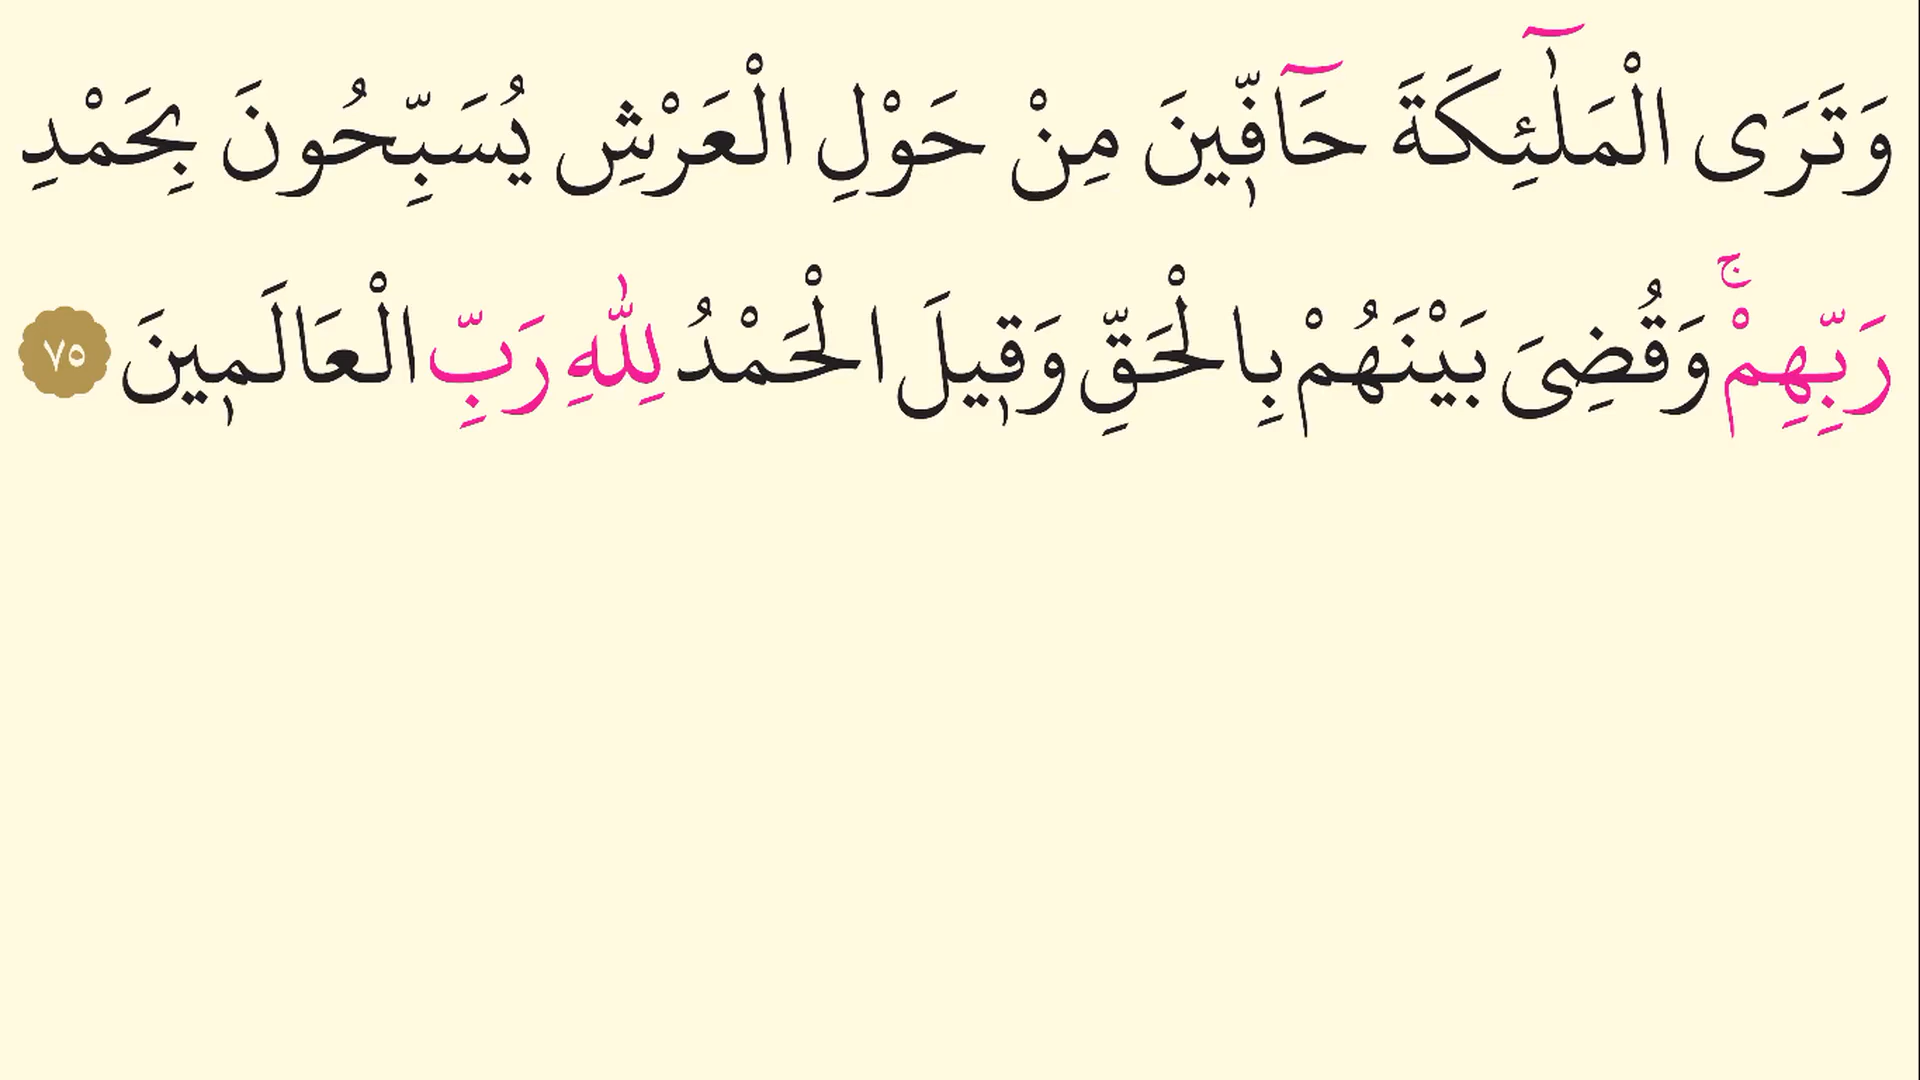 وَتَرَى الْمَلٰٓئِكَةَ حَآفّٖينَ مِنْ حَوْلِ الْعَرْشِ يُسَبِّحُونَ بِحَمْدِ
رَبِّهِمْۚ وَقُضِىَ بَيْنَهُمْ بِالْحَقِّ وَقٖيلَ الْحَمْدُ لِلّٰهِ رَبِّ الْعَالَمٖينَ ٧٥